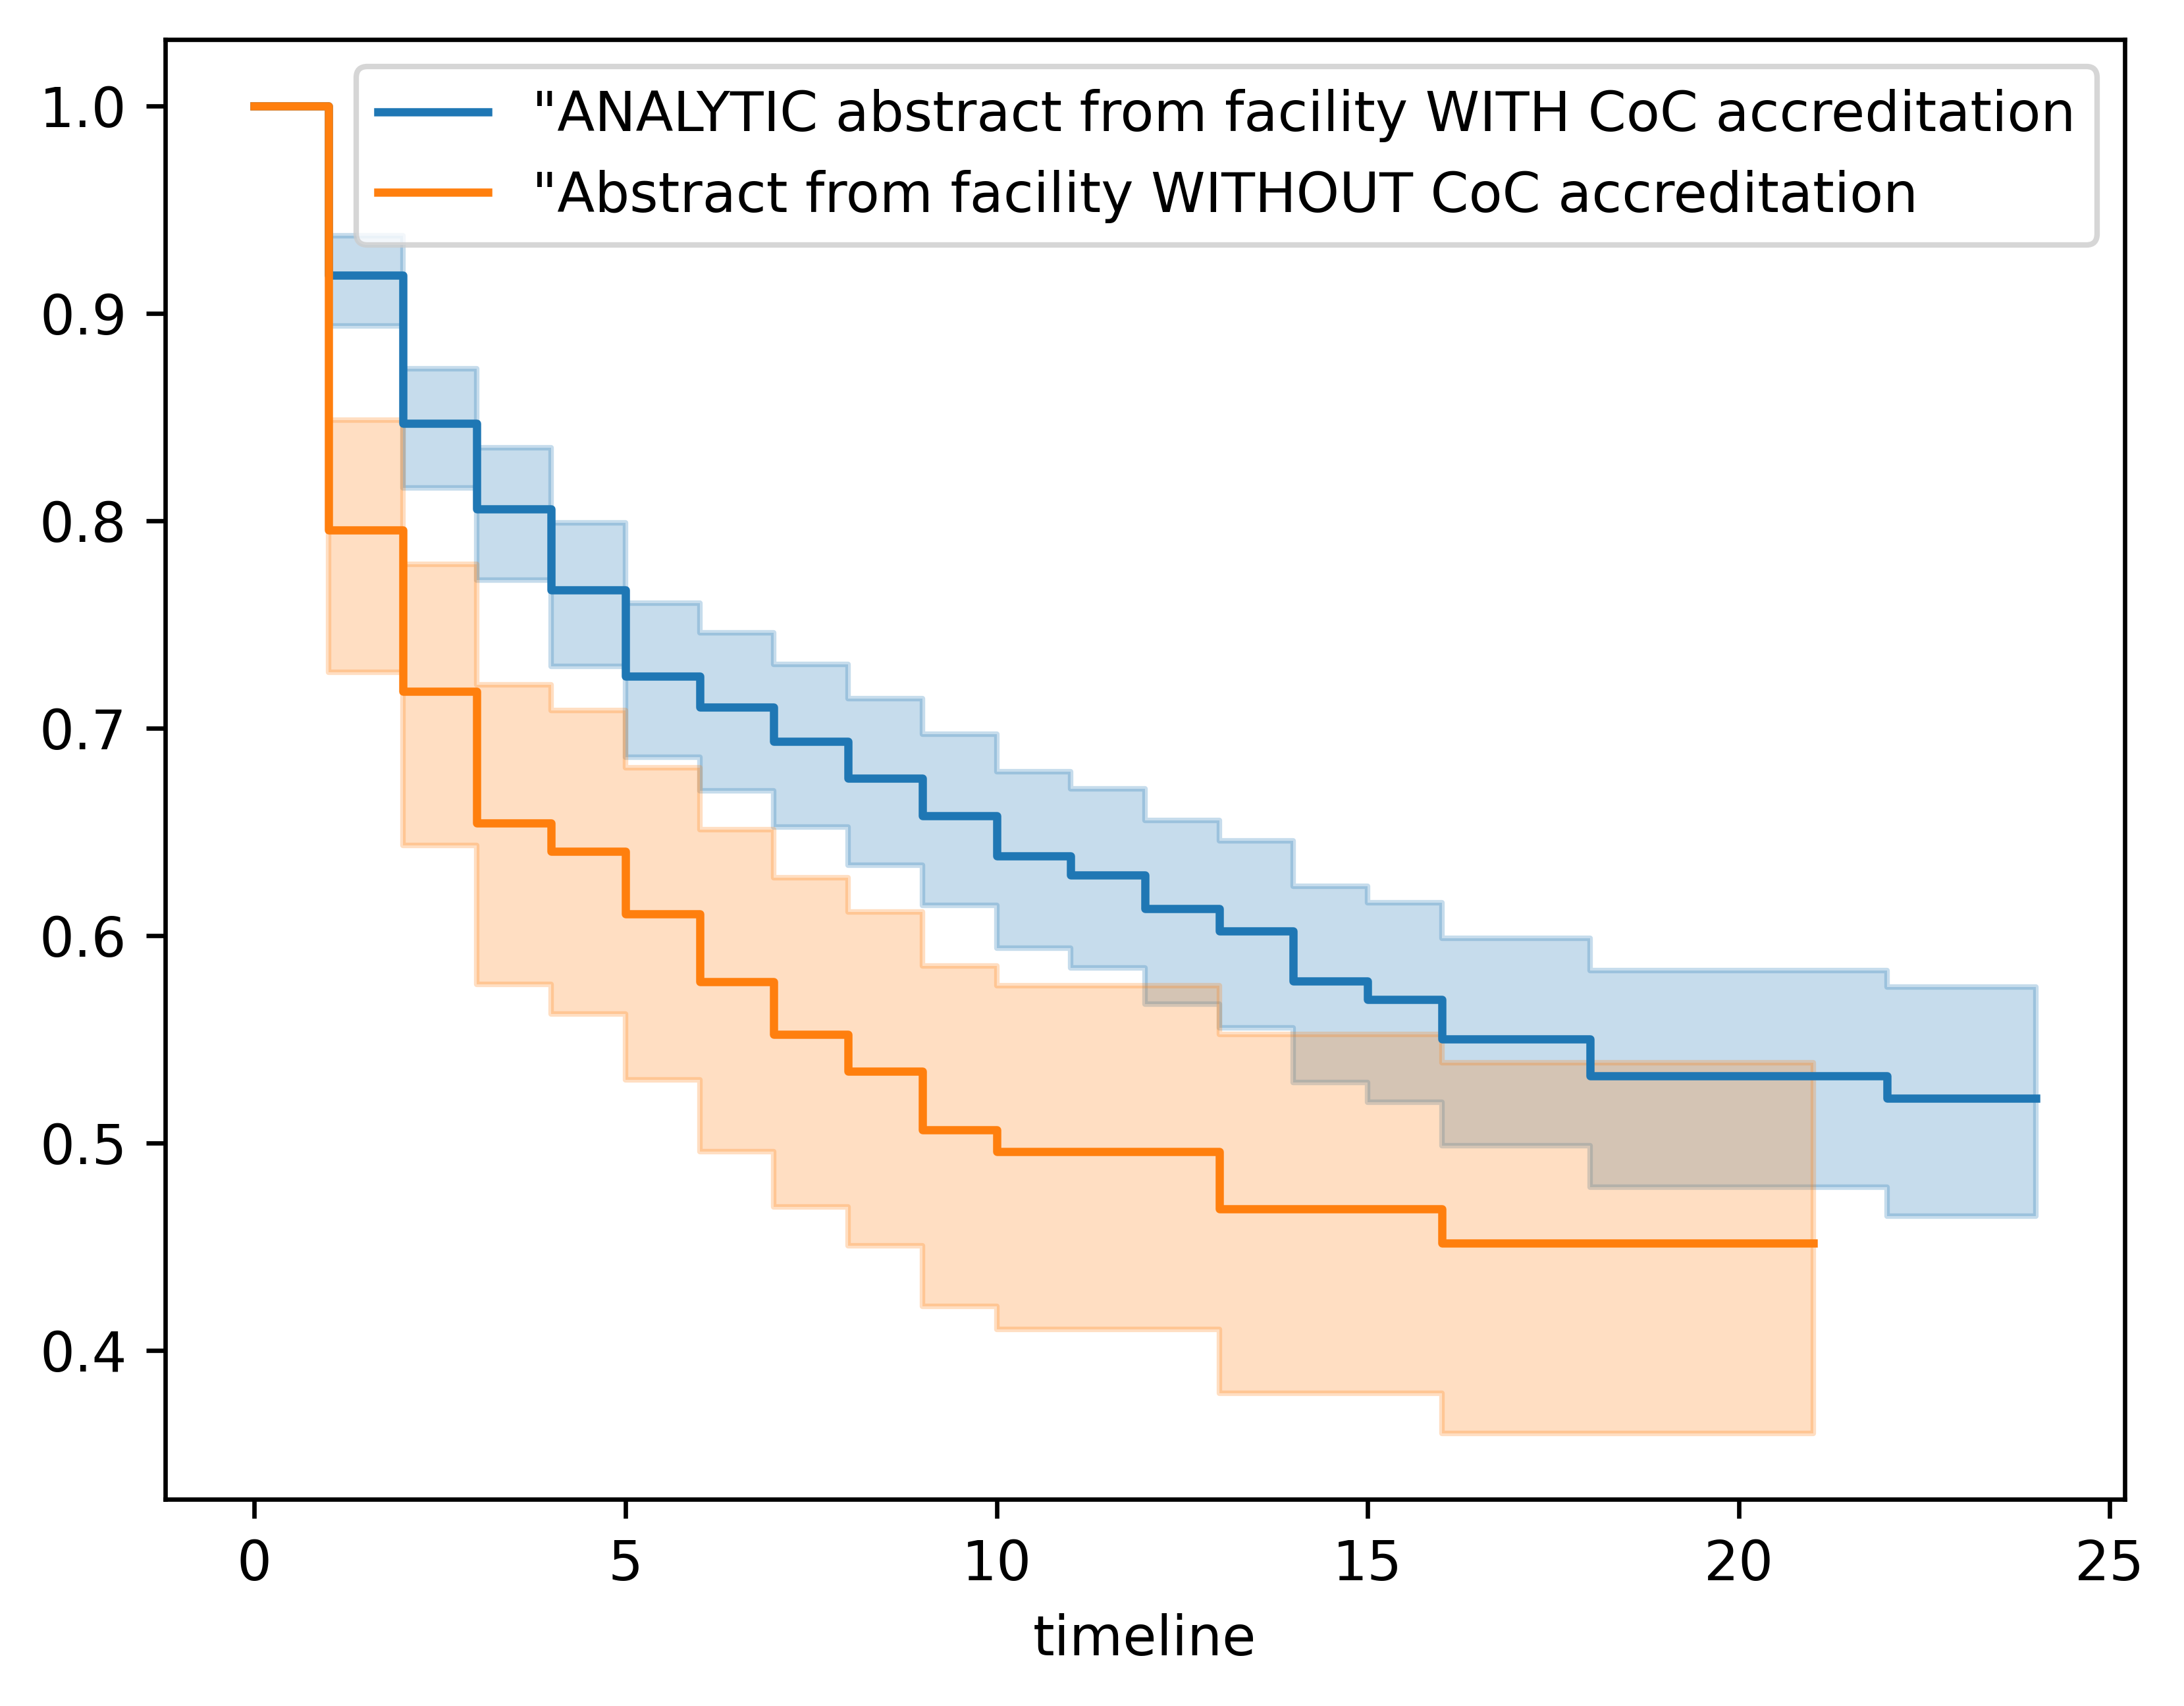 "ANALYTIC abstract from facility WITH CoC accreditation
"Abstract from facility WITHOUT CoC accreditation
1.0
0.9
0.8
0.7
0.6
0.5
0.4
0 5 10 15 20 25
timeline